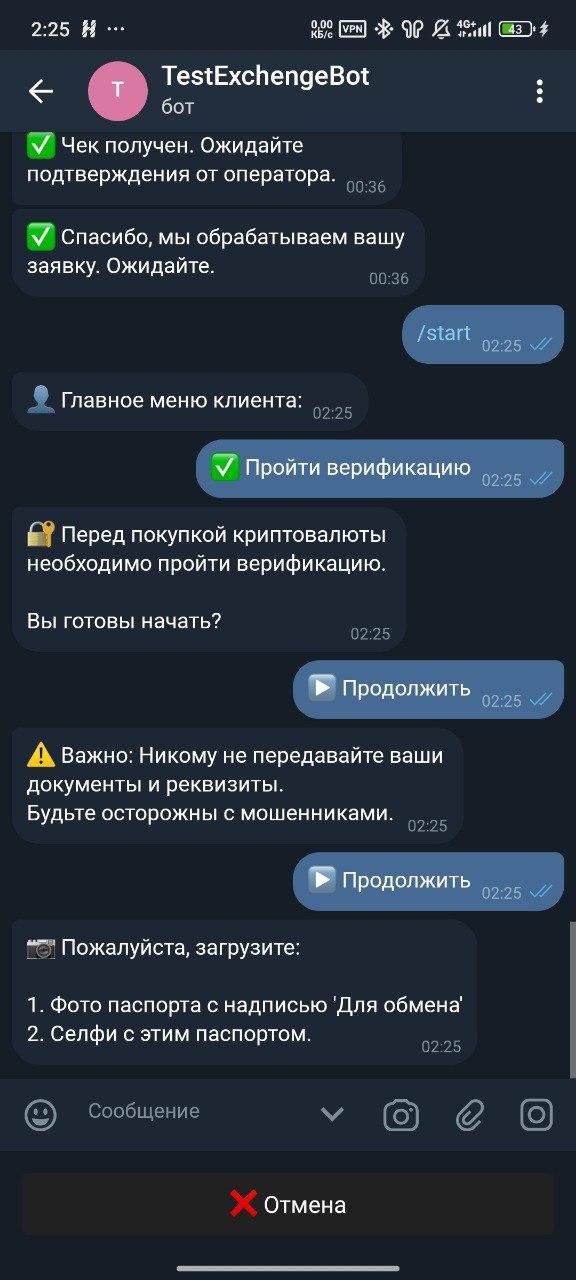 2:25
0,00
КБ/с
VPN
4G+
43
T
TestExchengeBot
бот
✅ Чек получен. Ожидайте
подтверждения от оператора.
00:36
✅ Спасибо, мы обрабатываем вашу
заявку. Ожидайте.
00:36
/start
02:25
👤 Главное меню клиента:
02:25
✅ Пройти верификацию
02:25
🔐 Перед покупкой криптовалюты
необходимо пройти верификацию.
Вы готовы начать?
02:25
▶️ Продолжить
02:25
⚠️ Важно: Никому не передавайте ваши
документы и реквизиты.
Будьте осторожны с мошенниками.
02:25
▶️ Продолжить
02:25
📷 Пожалуйста, загрузите:
1. Фото паспорта с надписью 'Для обмена'
2. Селфи с этим паспортом.
02:25
Сообщение
❌ Отмена